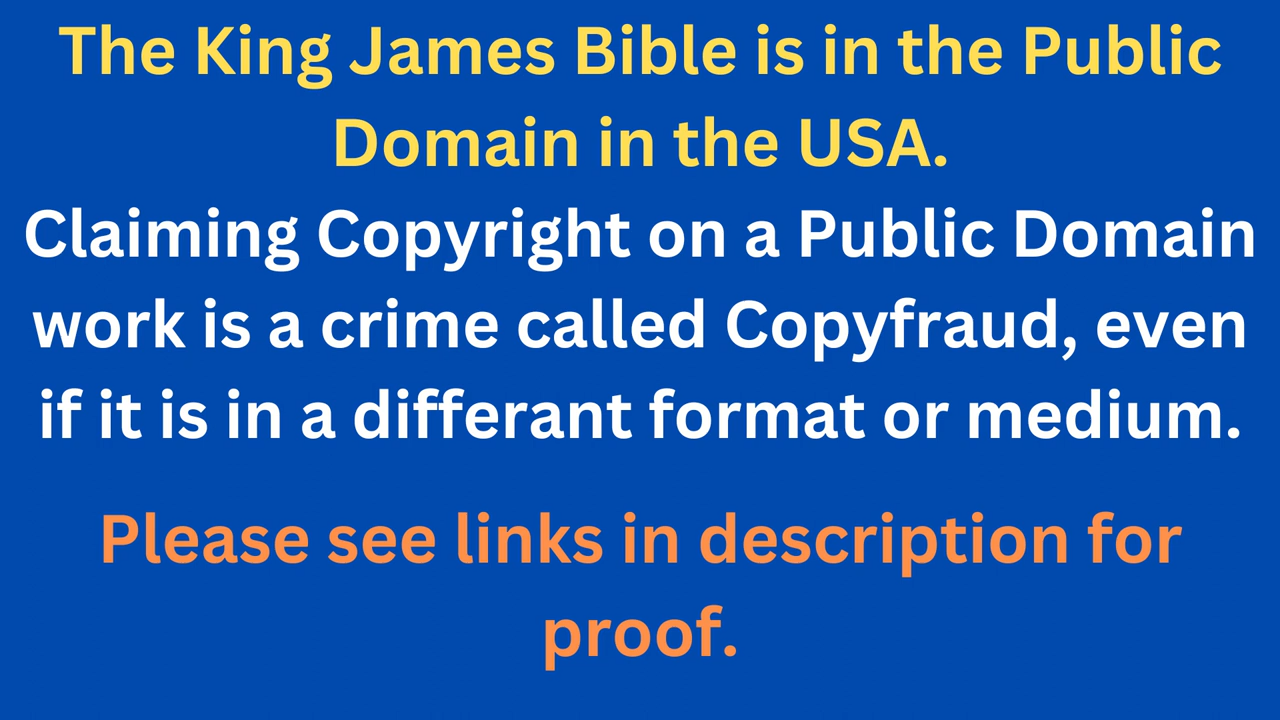 The King James Bible is in the Public
Domain in the USA.
Claiming Copyright on a Public Domain
work is a crime called Copyfraud, even
if it is in a differant format or medium.
Please see links in description for
proof.